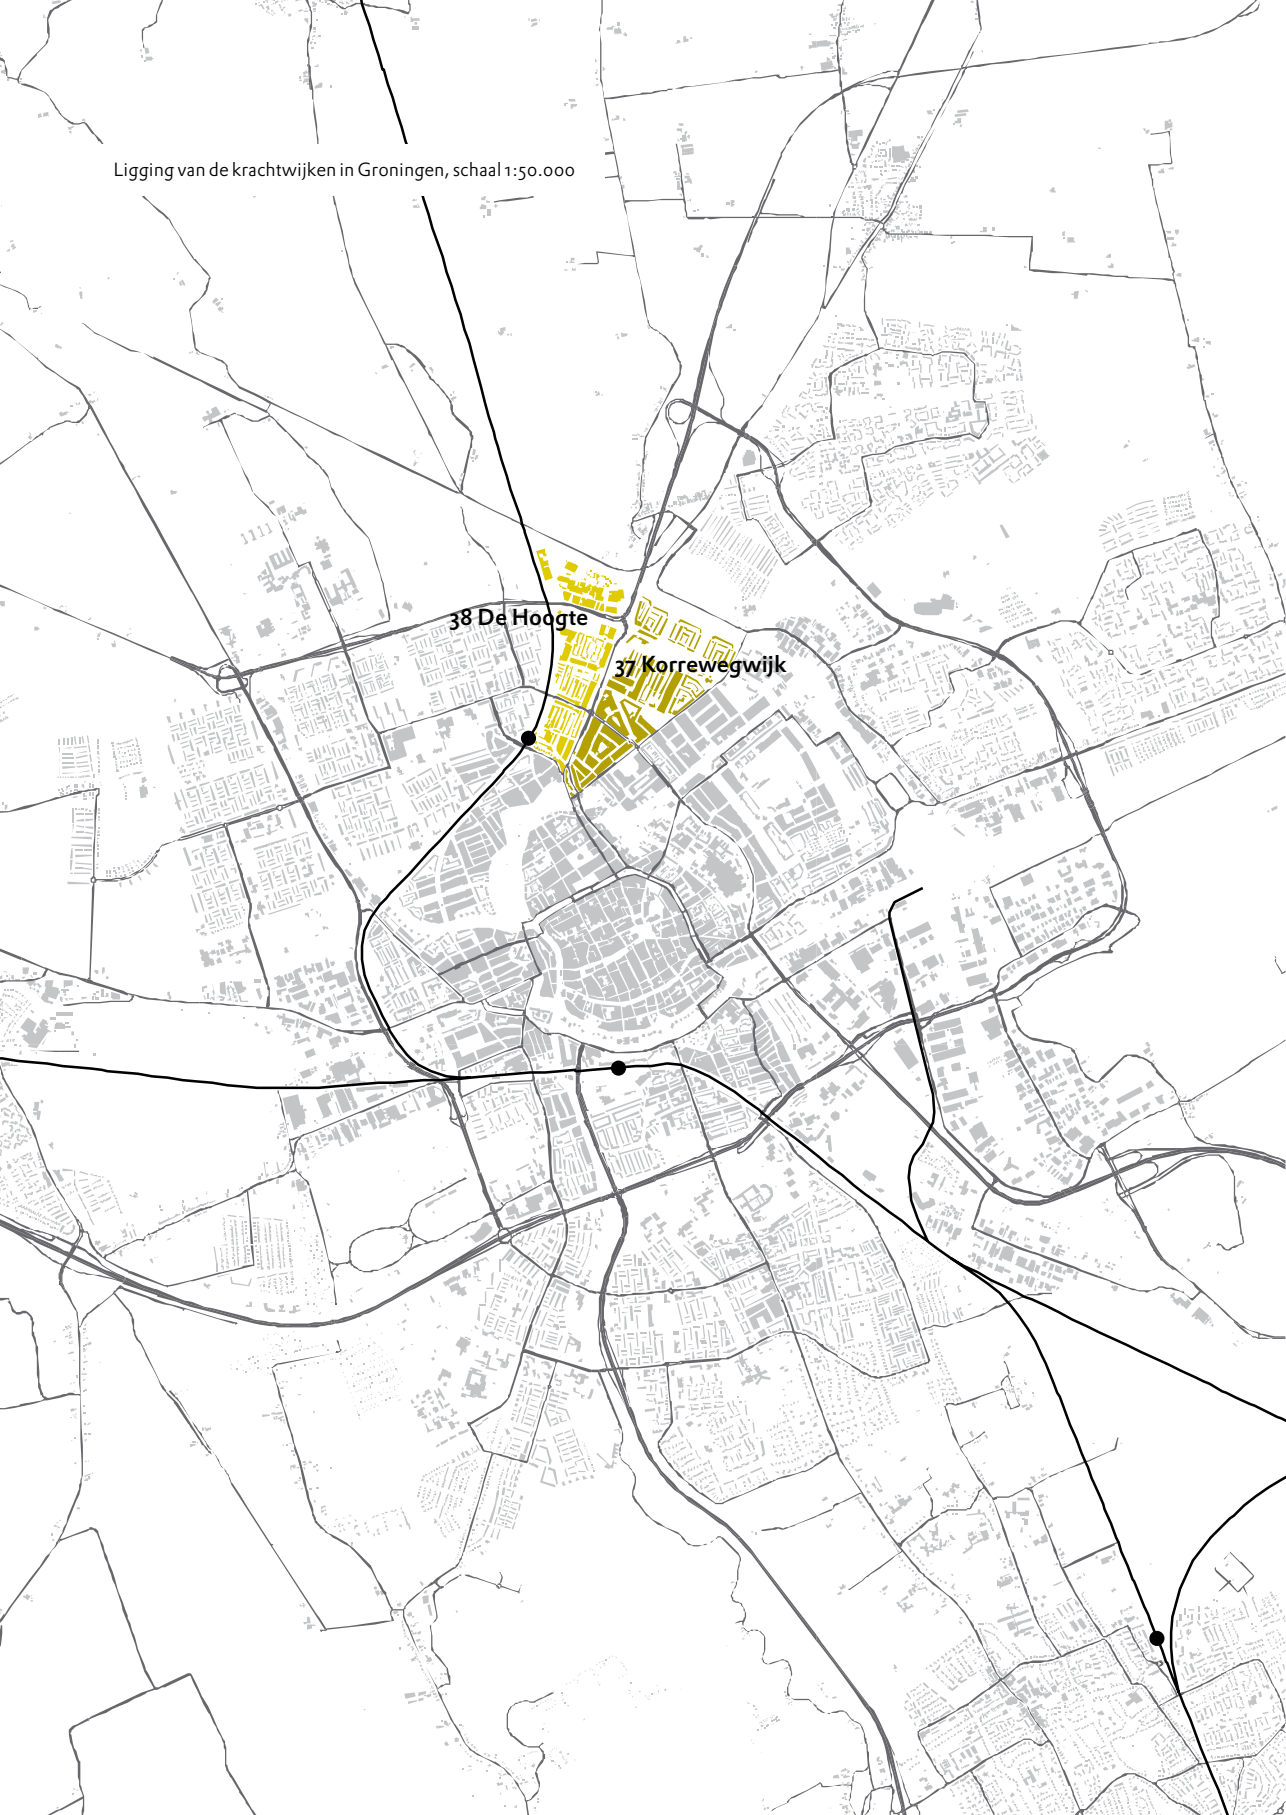 Ligging van de krachtwijken in Groningen, schaal 1:50.000
38 De Hoogte
37 Korrewegwijk